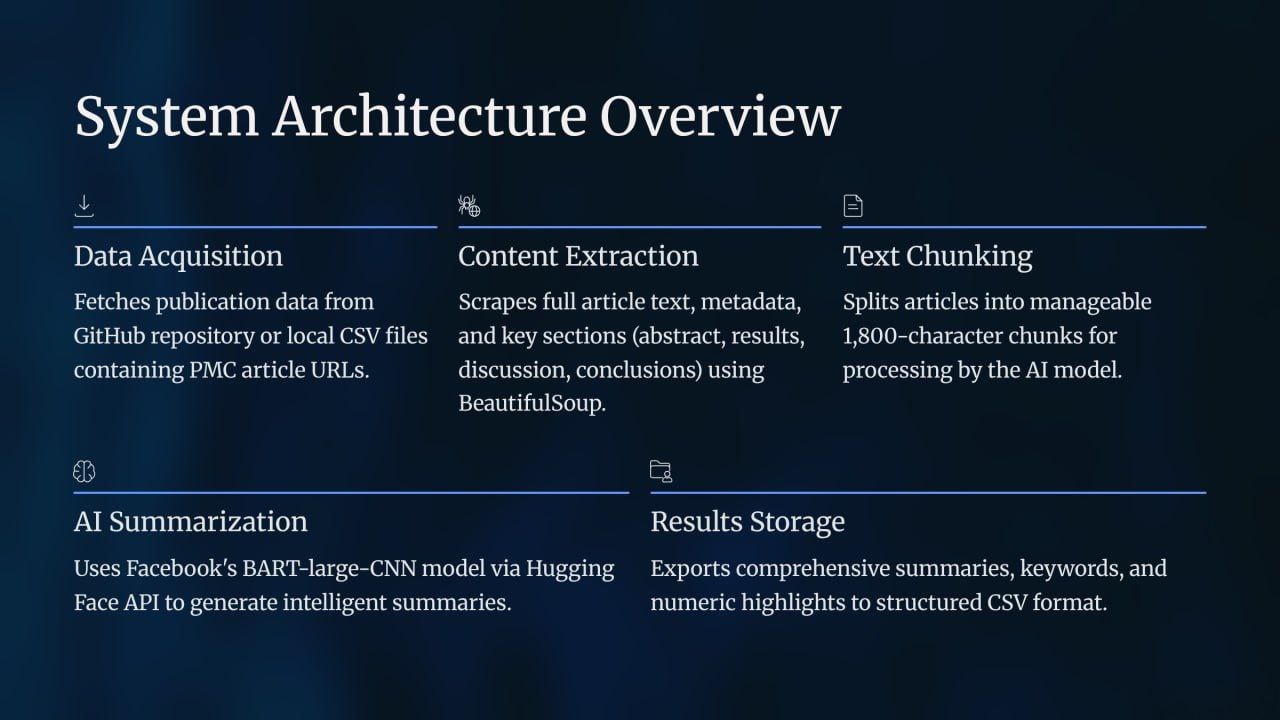 System Architecture Overview
Data Acquisition
Fetches publication data from
GitHub repository or local CSV files
containing PMC article URLs.
Content Extraction
Scrapes full article text, metadata,
and key sections (abstract, results,
discussion, conclusions) using
BeautifulSoup.
Text Chunking
Splits articles into manageable
1,800-character chunks for
processing by the AI model.
AI Summarization
Uses Facebook's BART-large-CNN model via Hugging
Face API to generate intelligent summaries.
Results Storage
Exports comprehensive summaries, keywords, and
numeric highlights to structured CSV format.